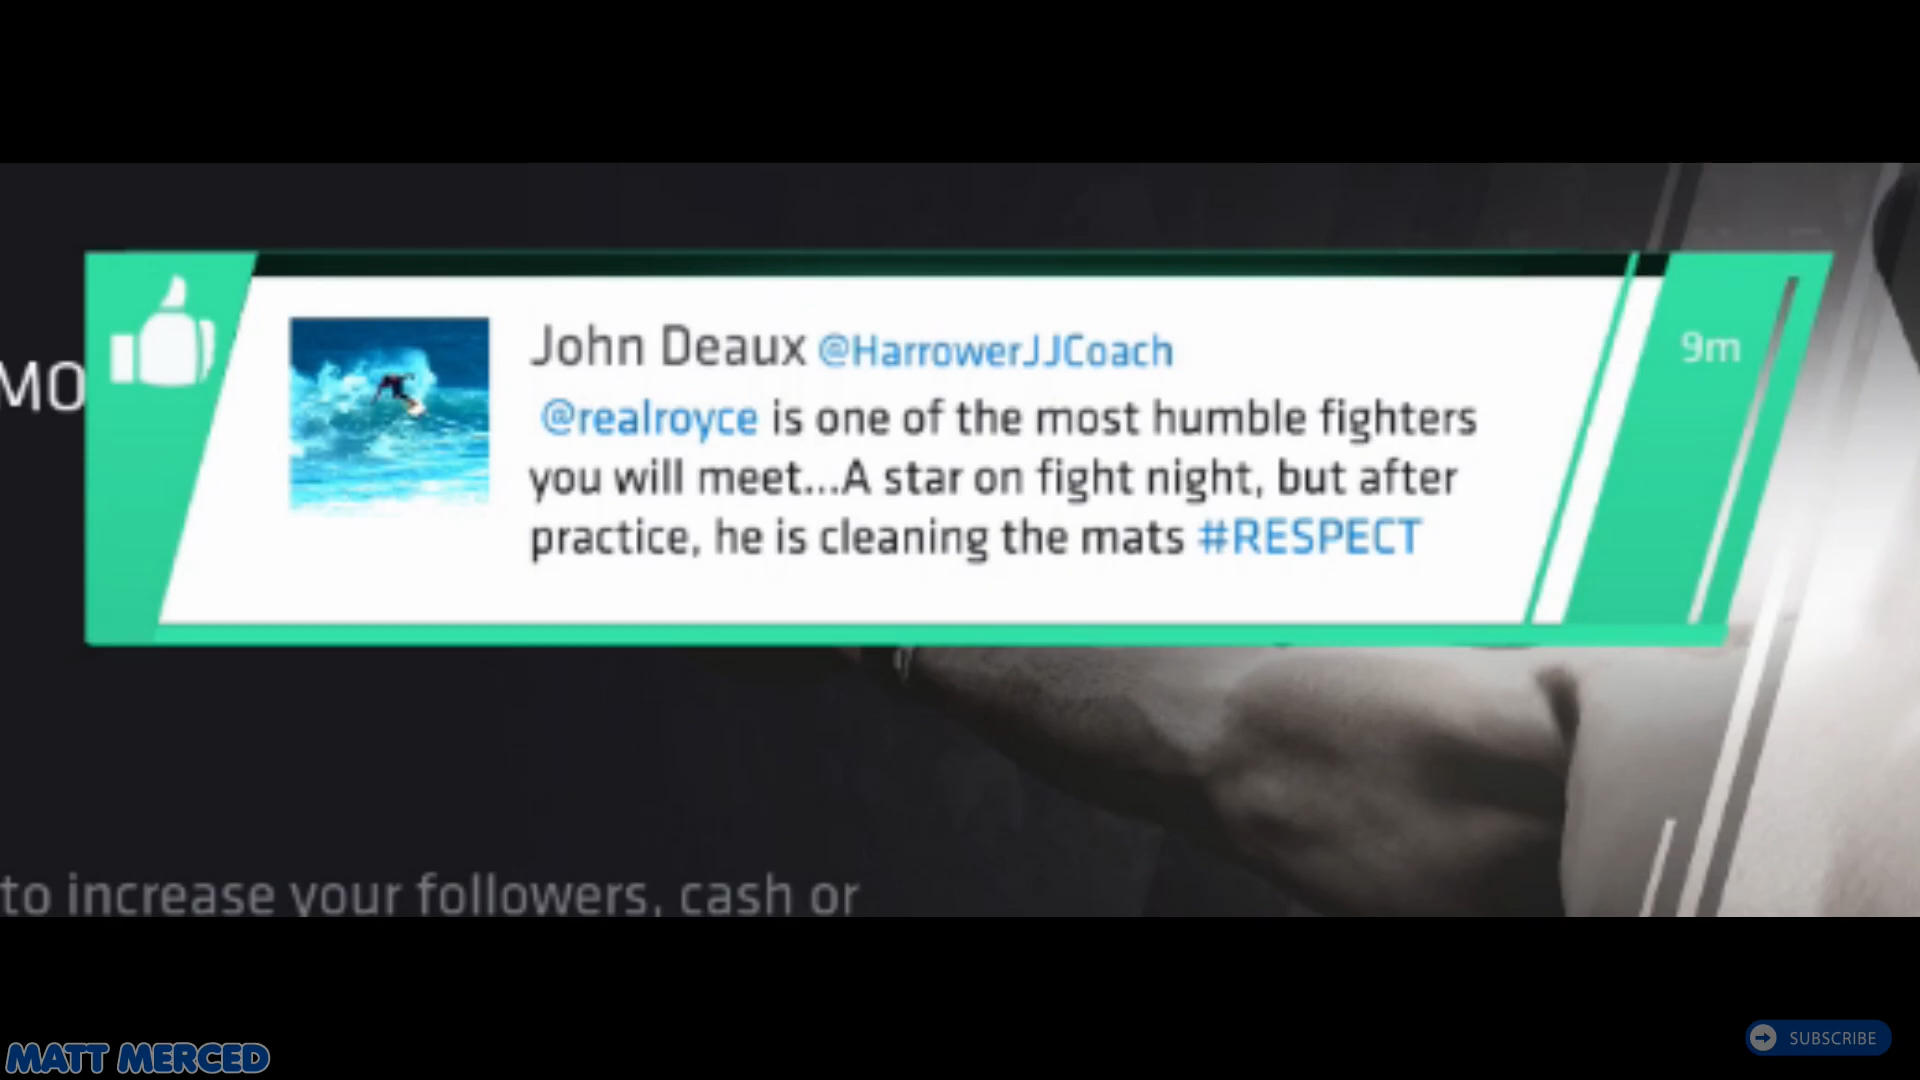 MO
John Deaux @HarrowerJJCoach
9m
@realroyce is one of the most humble fighters
you will meet...A star on fight night, but after
practice, he is cleaning the mats #RESPECT
to increase your followers, cash or
MATT MERCED
SUBSCRIBE